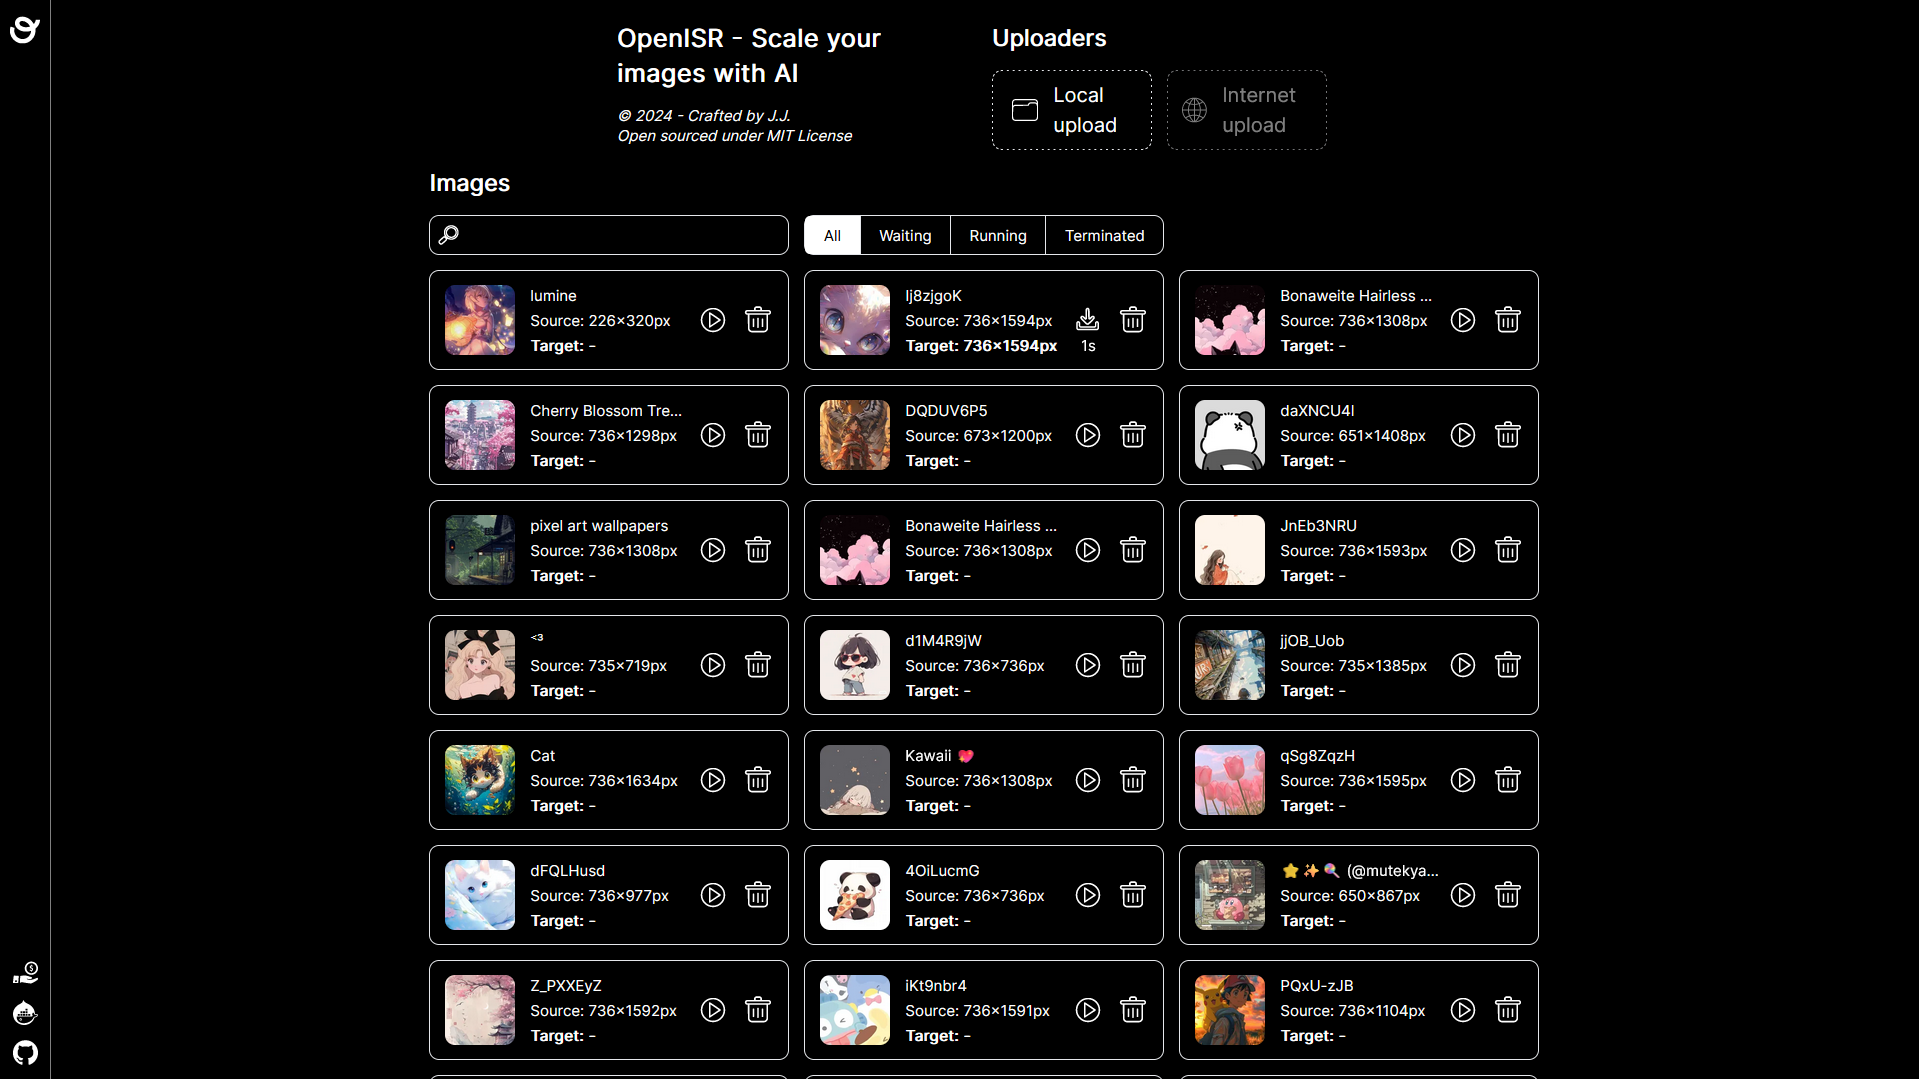 OpenISR - Scale your
images with AI
© 2024 - Crafted by J.J.
Open sourced under MIT License
Uploaders
Local
upload
Internet
upload
Images
All
Waiting
Running
Terminated
lumine
Source: 226×320px
Target: -
Ij8zjgoK
Source: 736×1594px
Target: 736×1594px
1s
Bonaweite Hairless ...
Source: 736×1308px
Target: -
Cherry Blossom Tre...
Source: 736×1298px
Target: -
DQDUV6P5
Source: 673×1200px
Target: -
daXNCU4I
Source: 651×1408px
Target: -
pixel art wallpapers
Source: 736×1308px
Target: -
Bonaweite Hairless ...
Source: 736×1308px
Target: -
JnEb3NRU
Source: 736×1593px
Target: -
<3
Source: 735×719px
Target: -
d1M4R9jW
Source: 736×736px
Target: -
jjOB_Uob
Source: 735×1385px
Target: -
Cat
Source: 736×1634px
Target: -
Kawaii 💖
Source: 736×1308px
Target: -
qSg8ZqzH
Source: 736×1595px
Target: -
dFQLHusd
Source: 736×977px
Target: -
4OiLucmG
Source: 736×736px
Target: -
⭐✨🍭 (@mutekya...
Source: 650×867px
Target: -
Z_PXXEyZ
Source: 736×1592px
Target: -
iKt9nbr4
Source: 736×1591px
Target: -
PQxU-zJB
Source: 736×1104px
Target: -